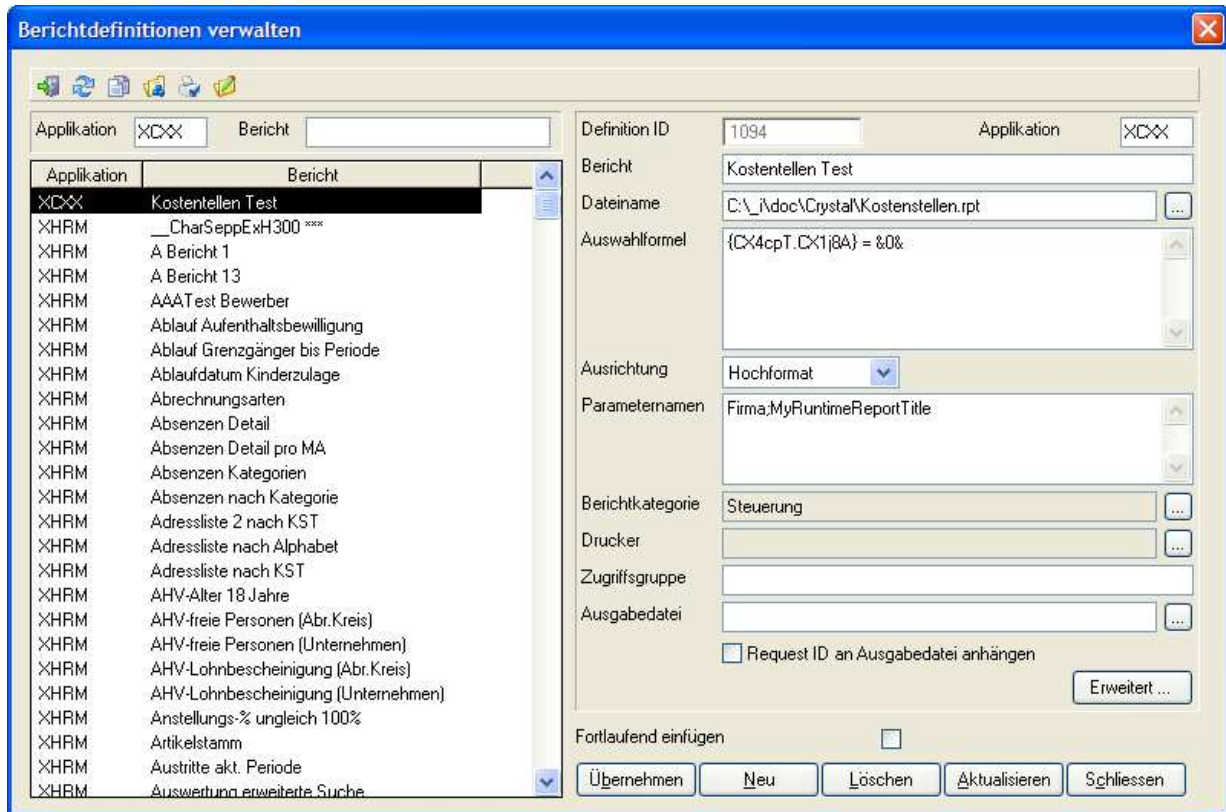 Berichtdefinitionen verwalten
Applikation XCXX Bericht
Applikation Bericht
XCXX Kostentellen Test
XHRM __CharSeppExH300 ***
XHRM A Bericht 1
XHRM A Bericht 13
XHRM AAATest Bewerber
XHRM Ablauf Aufenthaltsbewilligung
XHRM Ablauf Grenzgänger bis Periode
XHRM Ablaufdatum Kinderzulage
XHRM Abrechnungsarten
XHRM Absenzen Detail
XHRM Absenzen Detail pro MA
XHRM Absenzen Kategorien
XHRM Absenzen nach Kategorie
XHRM Adressliste 2 nach KST
XHRM Adressliste nach Alphabet
XHRM Adressliste nach KST
XHRM AHV-Alter 18 Jahre
XHRM AHV-freie Personen (Abr.Kreis)
XHRM AHV-freie Personen (Unternehmen)
XHRM AHV-Lohnbescheinigung (Abr.Kreis)
XHRM AHV-Lohnbescheinigung (Unternehmen)
XHRM Anstellungs-% ungleich 100%
XHRM Artikelstamm
XHRM Austritte akt. Periode
XHRM Auswertung erweiterte Suche
Definition ID 1094 Applikation XCXX
Bericht Kostentellen Test
Dateiname C:\_i\doc\Crystal\Kostenstellen.rpt ...
Auswahlformel {CX4cpT.CX1j8A} = &0&
Ausrichtung Hochformat
Parameternamen Firma;MyRuntimeReportTitle
Berichtkategorie Steuerung ...
Drucker ...
Zugriffsgruppe
Ausgabedatei ...
Request ID an Ausgabedatei anhängen
Erweitert ...
Fortlaufend einfügen
Übernehmen Neu Löschen Aktualisieren Schliessen